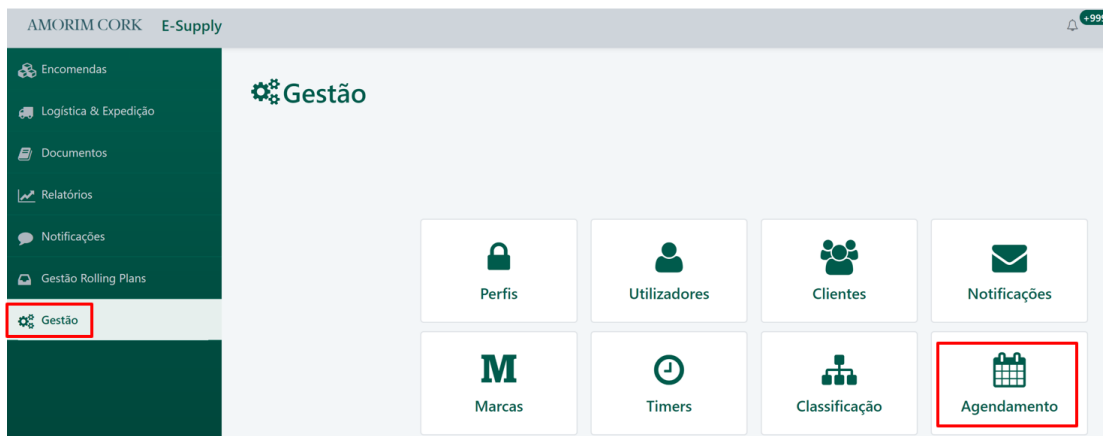 AMORIM CORK E-Supply
+999
Encomendas
Logística & Expedição
Documentos
Relatórios
Notificações
Gestão Rolling Plans
Gestão
Gestão
Perfis
Utilizadores
Clientes
Notificações
M
Marcas
Timers
Classificação
Agendamento